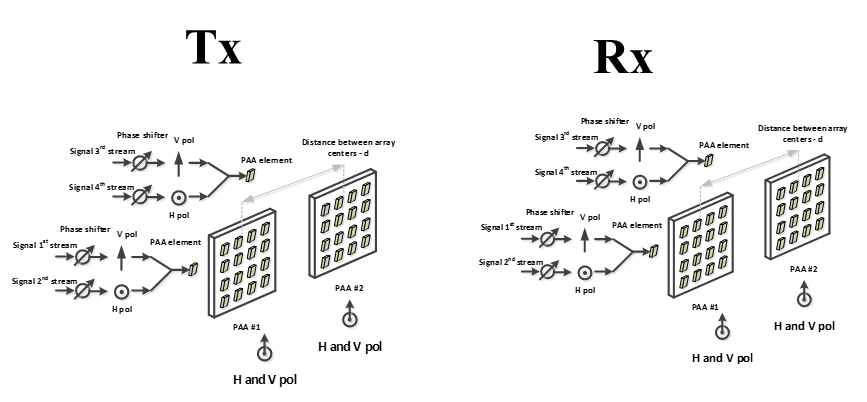 Tx
Phase shifter
V pol
Signal 3rd stream
PAA element
Distance between array
centers - d
Signal 4th stream
H pol
Phase shifter
V pol
Signal 1st stream
PAA element
Signal 2nd stream
H pol
PAA #1
PAA #2
H and V pol
H and V pol
Rx
Phase shifter
V pol
Signal 3rd stream
PAA element
Distance between array
centers - d
Signal 4th stream
H pol
Phase shifter
V pol
Signal 1st stream
PAA element
Signal 2nd stream
H pol
PAA #1
PAA #2
H and V pol
H and V pol